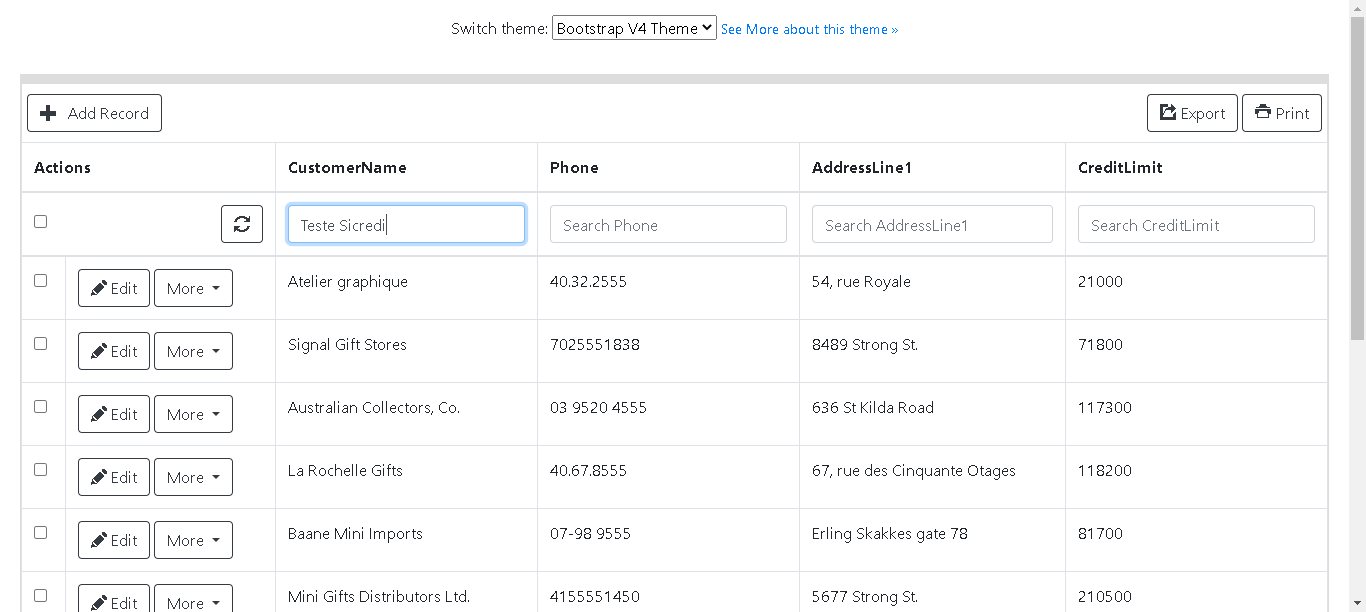 Switch theme: Bootstrap V4 Theme See More about this theme »
Add Record Export Print
Actions CustomerName Phone AddressLine1 CreditLimit
Teste Sicredi Search Phone Search AddressLine1 Search CreditLimit
Edit More Atelier graphique 40.32.2555 54, rue Royale 21000
Edit More Signal Gift Stores 7025551838 8489 Strong St. 71800
Edit More Australian Collectors, Co. 03 9520 4555 636 St Kilda Road 117300
Edit More La Rochelle Gifts 40.67.8555 67, rue des Cinquante Otages 118200
Edit More Baane Mini Imports 07-98 9555 Erling Skakkes gate 78 81700
Edit More Mini Gifts Distributors Ltd. 4155551450 5677 Strong St. 210500